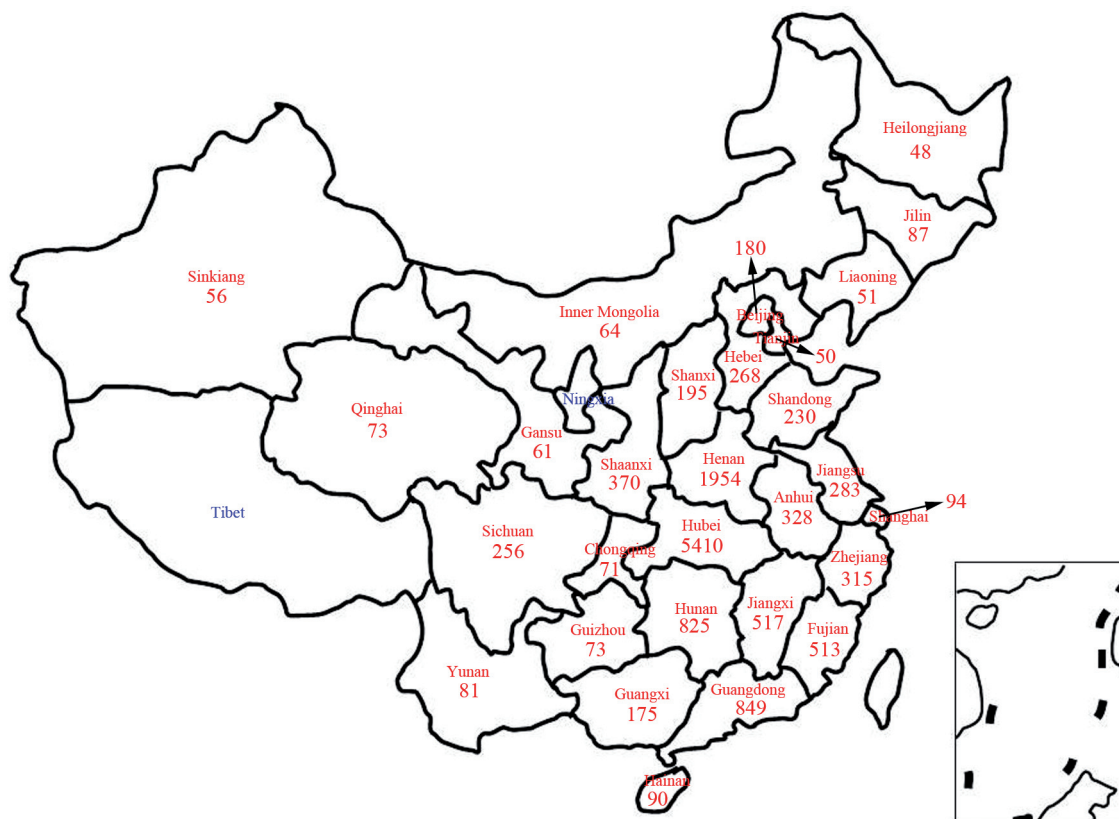 Heilongjiang
48
Jilin
87
180
Liaoning
51
Sinkiang
56
Inner Mongolia
64
Beijing
Tianjin
50
Hebei
268
Shanxi
195
Ningxia
Shandong
230
Qinghai
73
Gansu
61
Shaanxi
370
Henan
1954
Jiangsu
283
Anhui
328
94
Shanghai
Tibet
Sichuan
256
Hubei
5410
Chongqing
71
Zhejiang
315
Hunan
825
Jiangxi
517
Guizhou
73
Fujian
513
Yunan
81
Guangxi
175
Guangdong
849
Hainan
90